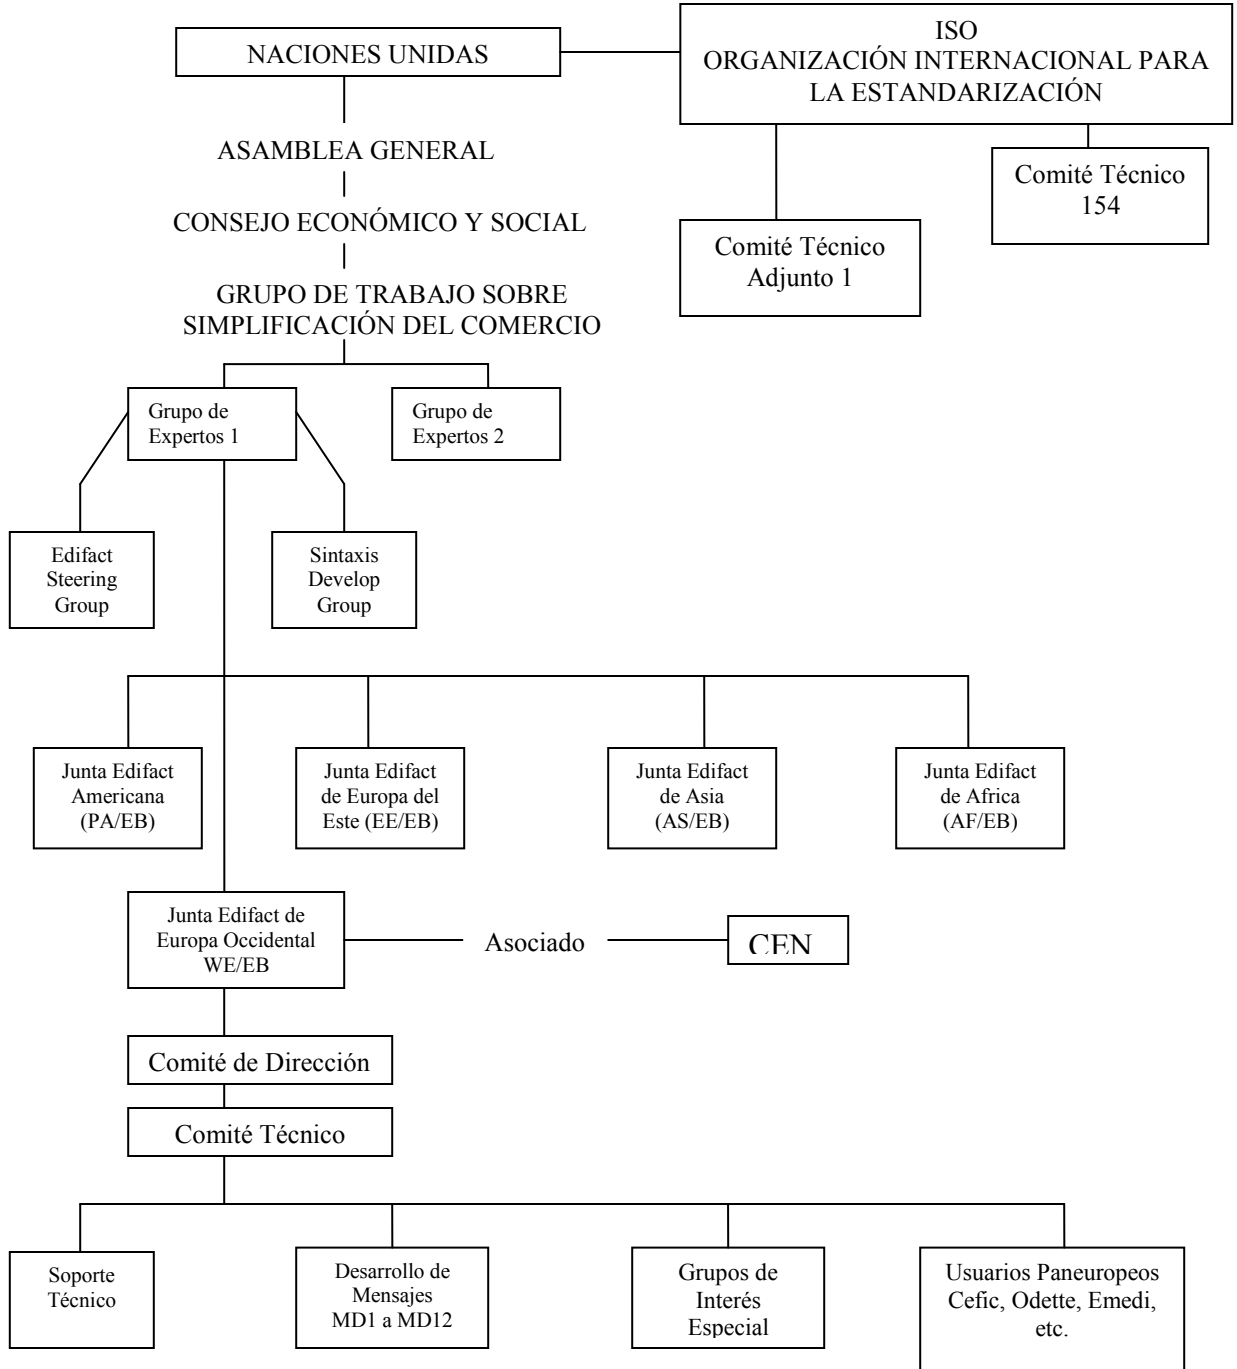 NACIONES UNIDAS
ISO
ORGANIZACIÓN INTERNACIONAL PARA
LA ESTANDARIZACIÓN
ASAMBLEA GENERAL
Comité Técnico
154
CONSEJO ECONÓMICO Y SOCIAL
Comité Técnico
Adjunto 1
GRUPO DE TRABAJO SOBRE
SIMPLIFICACIÓN DEL COMERCIO
Grupo de
Expertos 1
Grupo de
Expertos 2
Edifact
Steering
Group
Sintaxis
Develop
Group
Junta Edifact
Americana
(PA/EB)
Junta Edifact
de Europa del
Este (EE/EB)
Junta Edifact
de Asia
(AS/EB)
Junta Edifact
de Africa
(AF/EB)
Junta Edifact de
Europa Occidental
WE/EB
Asociado
CEN
Comité de Dirección
Comité Técnico
Soporte
Técnico
Desarrollo de
Mensajes
MD1 a MD12
Grupos de
Interés
Especial
Usuarios Paneuropeos
Cefic, Odette, Emedi,
etc.